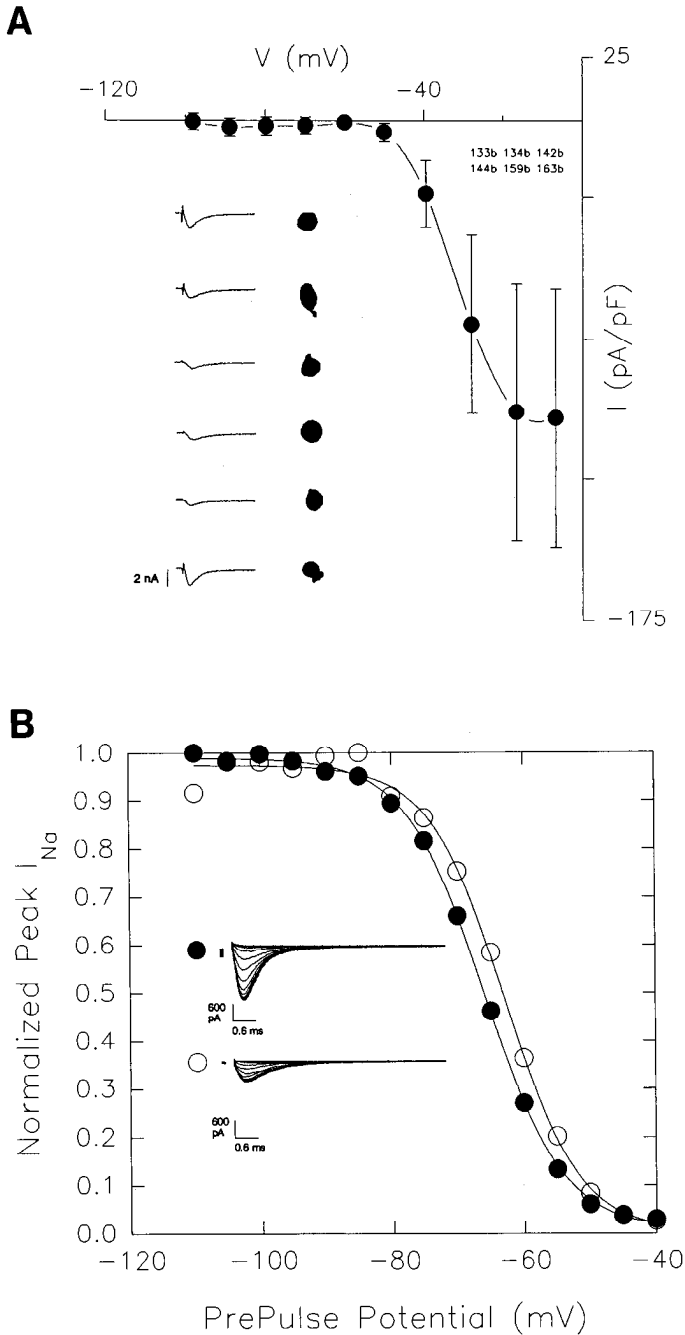 A
V (mV)
25
−120
−40
133b 134b 142b
144b 159b 163b
I (pA/pF)
2 nA
−175
B
1.0
0.9
0.8
0.7
0.6
0.5
0.4
0.3
0.2
0.1
0.0
Normalized Peak I Na
600
pA
0.6 ms
600
pA
0.6 ms
−120
−100
−80
−60
−40
PrePulse Potential (mV)